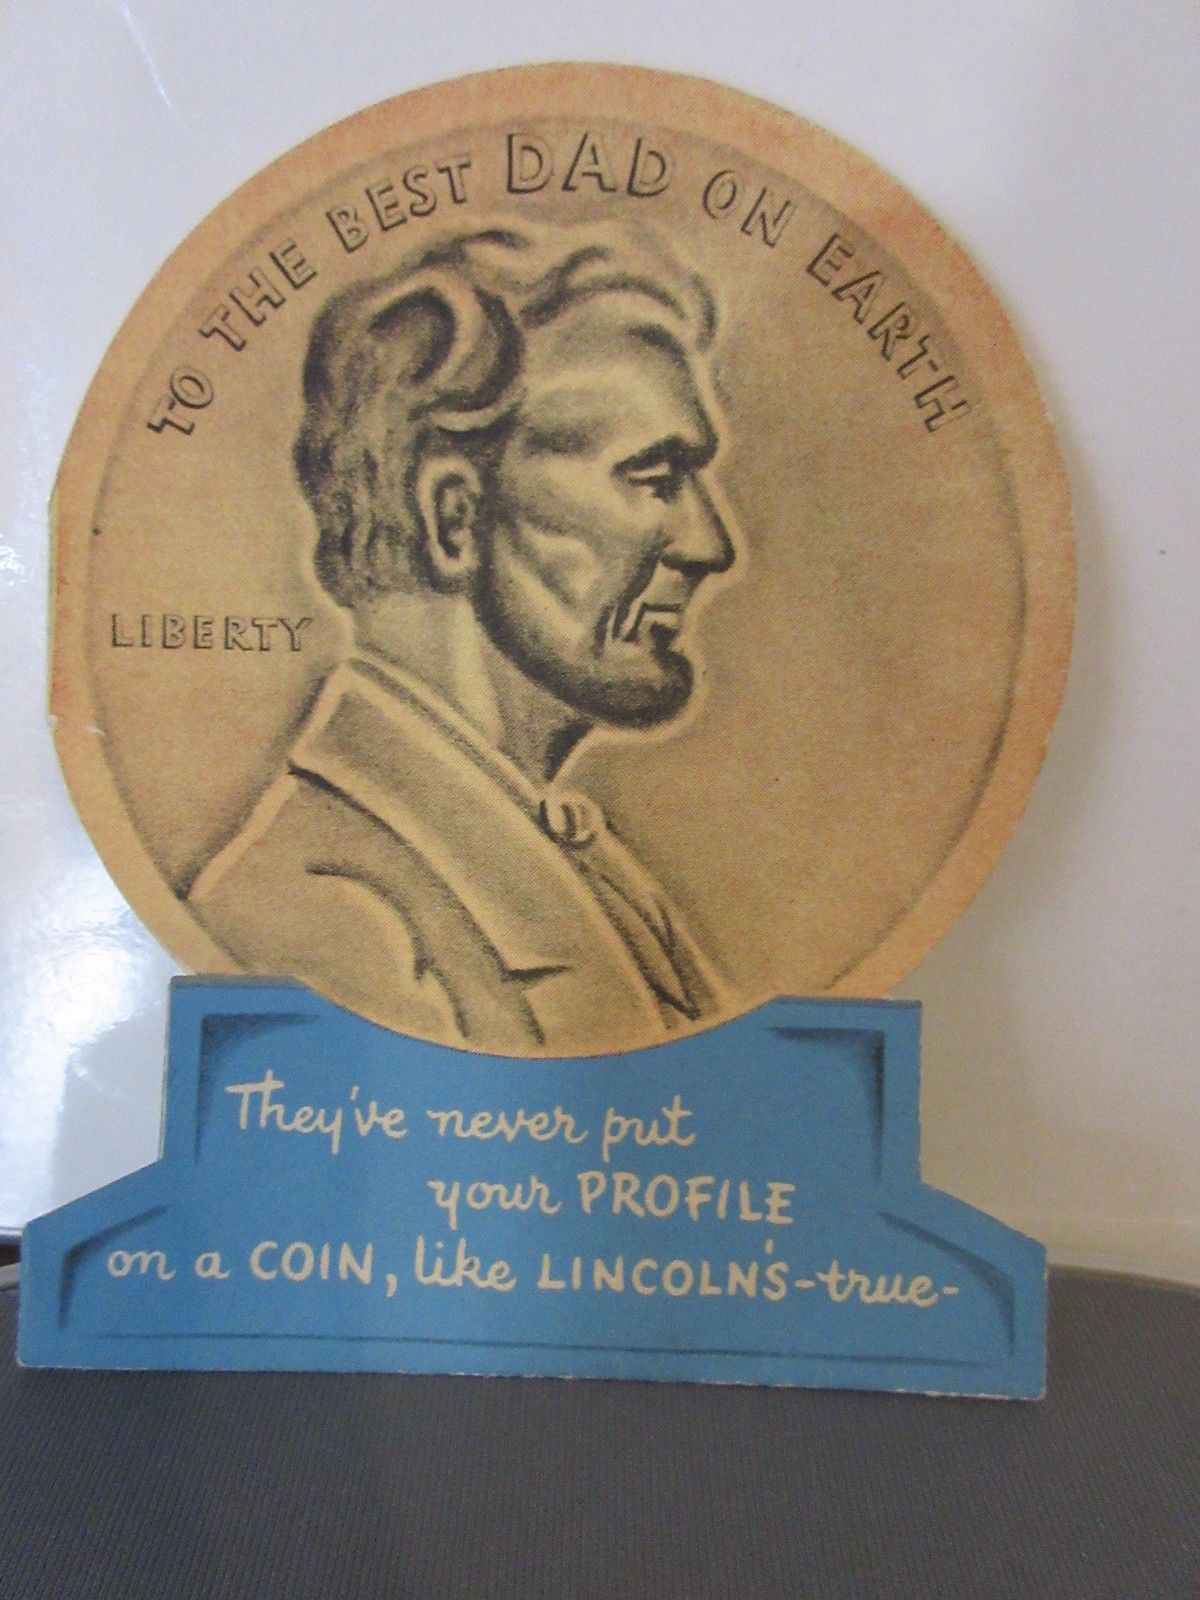 TO THE BEST DAD ON EARTH
LIBERTY
They've never put
your PROFILE
on a COIN, like LINCOLN'S-true-